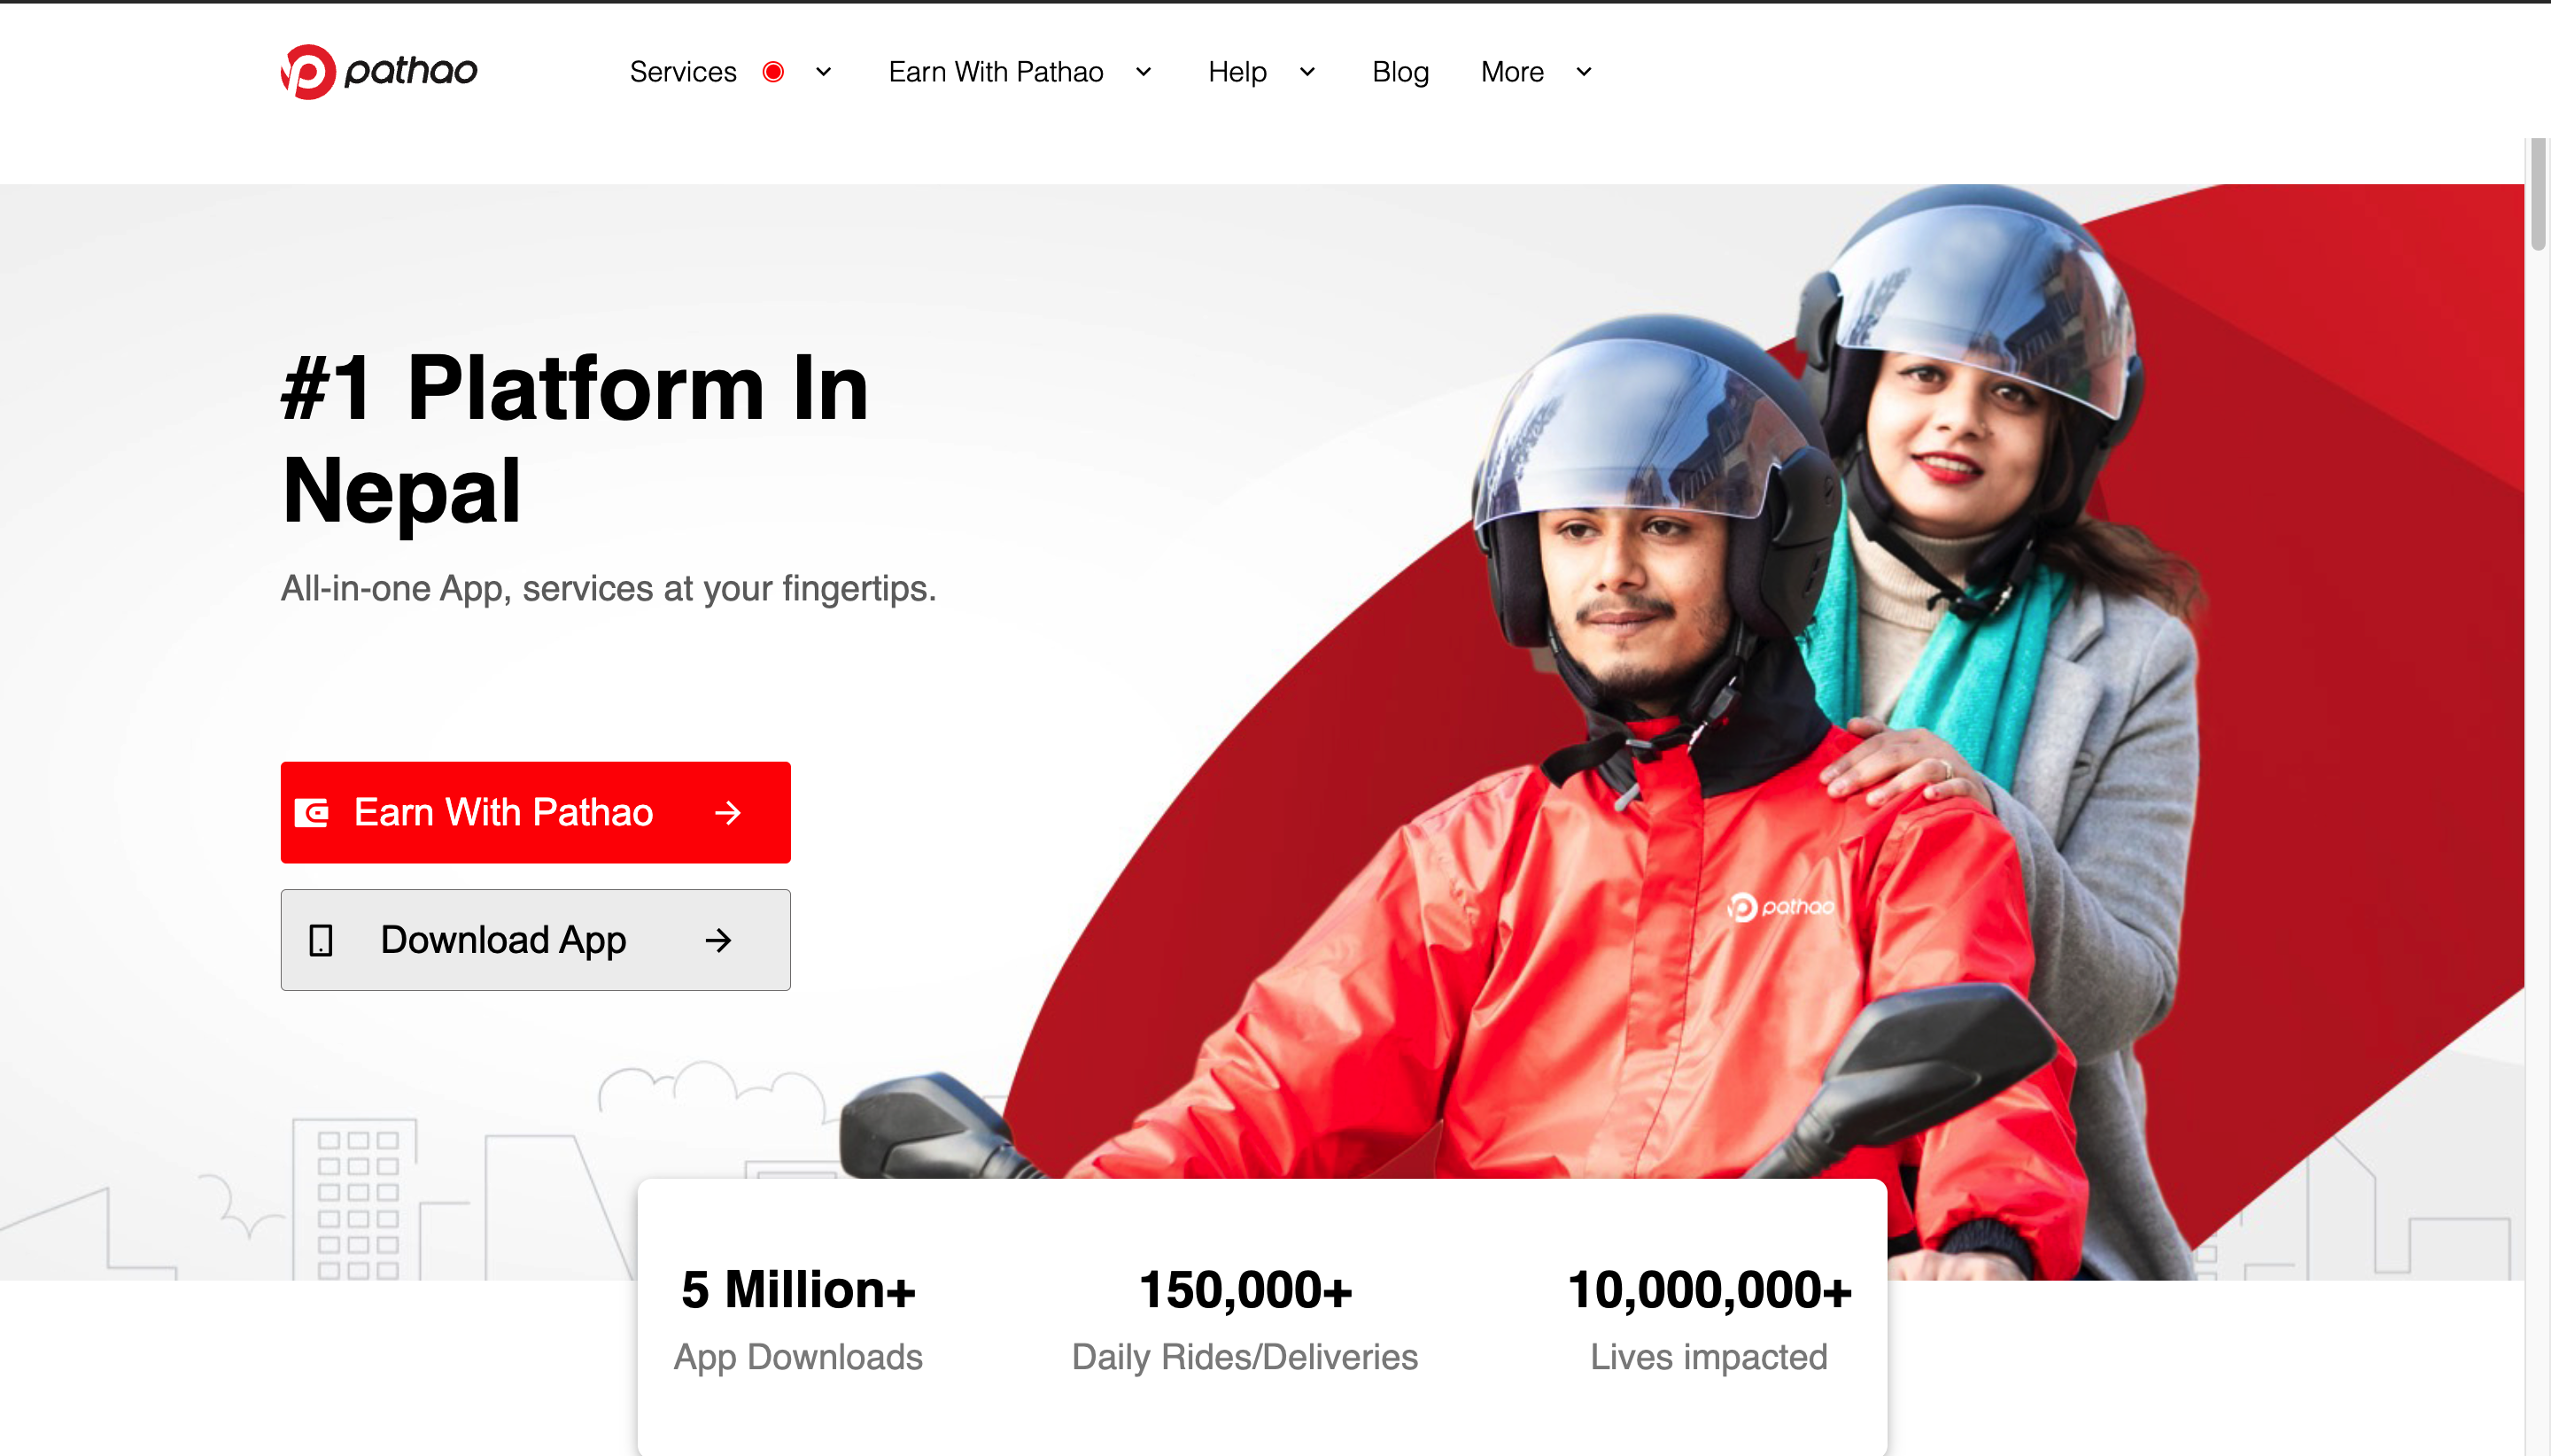 pathao
Services
Earn With Pathao
Help
Blog
More
#1 Platform In
Nepal
All-in-one App, services at your fingertips.
Earn With Pathao
Download App
pathao
5 Million+
App Downloads
150,000+
Daily Rides/Deliveries
10,000,000+
Lives impacted